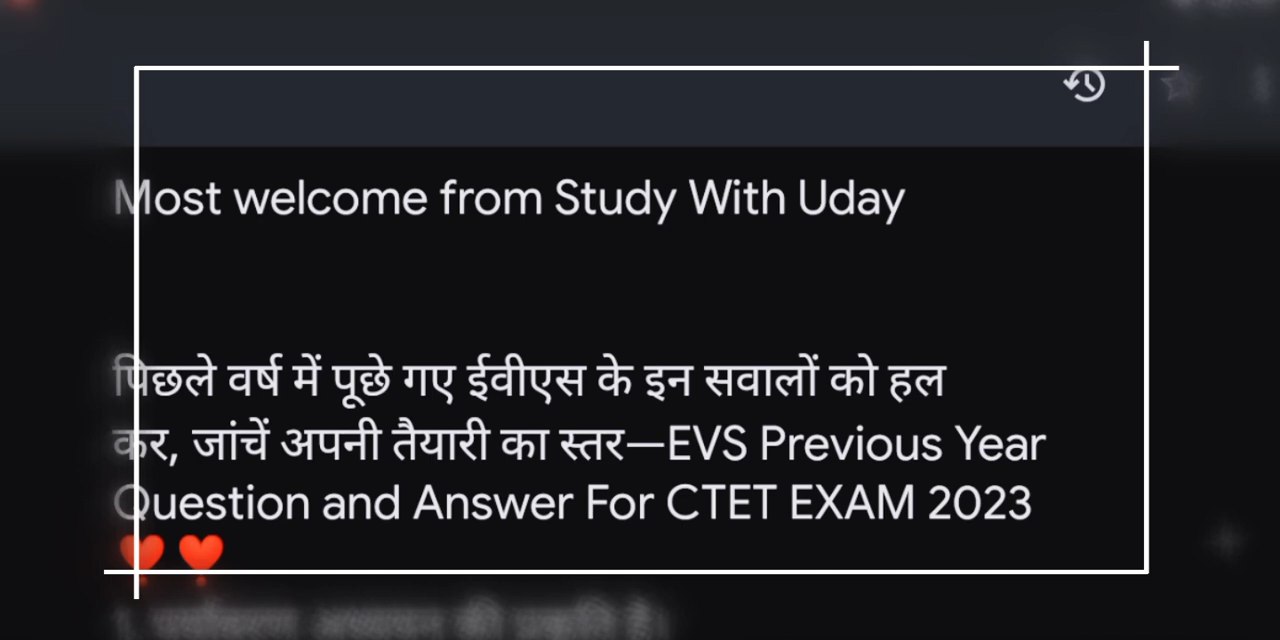 Most welcome from Study With Uday
पिछले वर्ष में पूछे गए ईवीएस के इन सवालों को हल
कर, जांचें अपनी तैयारी का स्तर—EVS Previous Year
Question and Answer For CTET EXAM 2023
❤️ ❤️